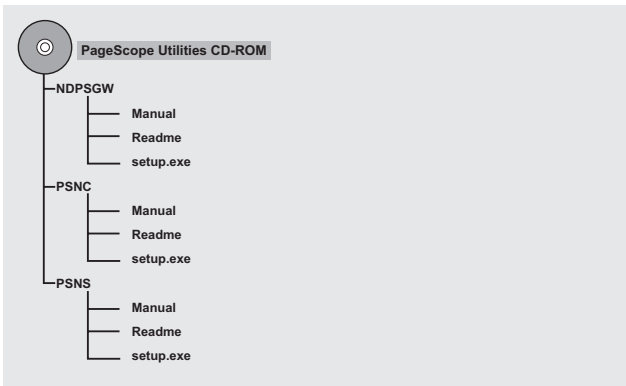 PageScope Utilities CD-ROM
NDPSGW
Manual
Readme
setup.exe
PSNC
Manual
Readme
setup.exe
PSNS
Manual
Readme
setup.exe